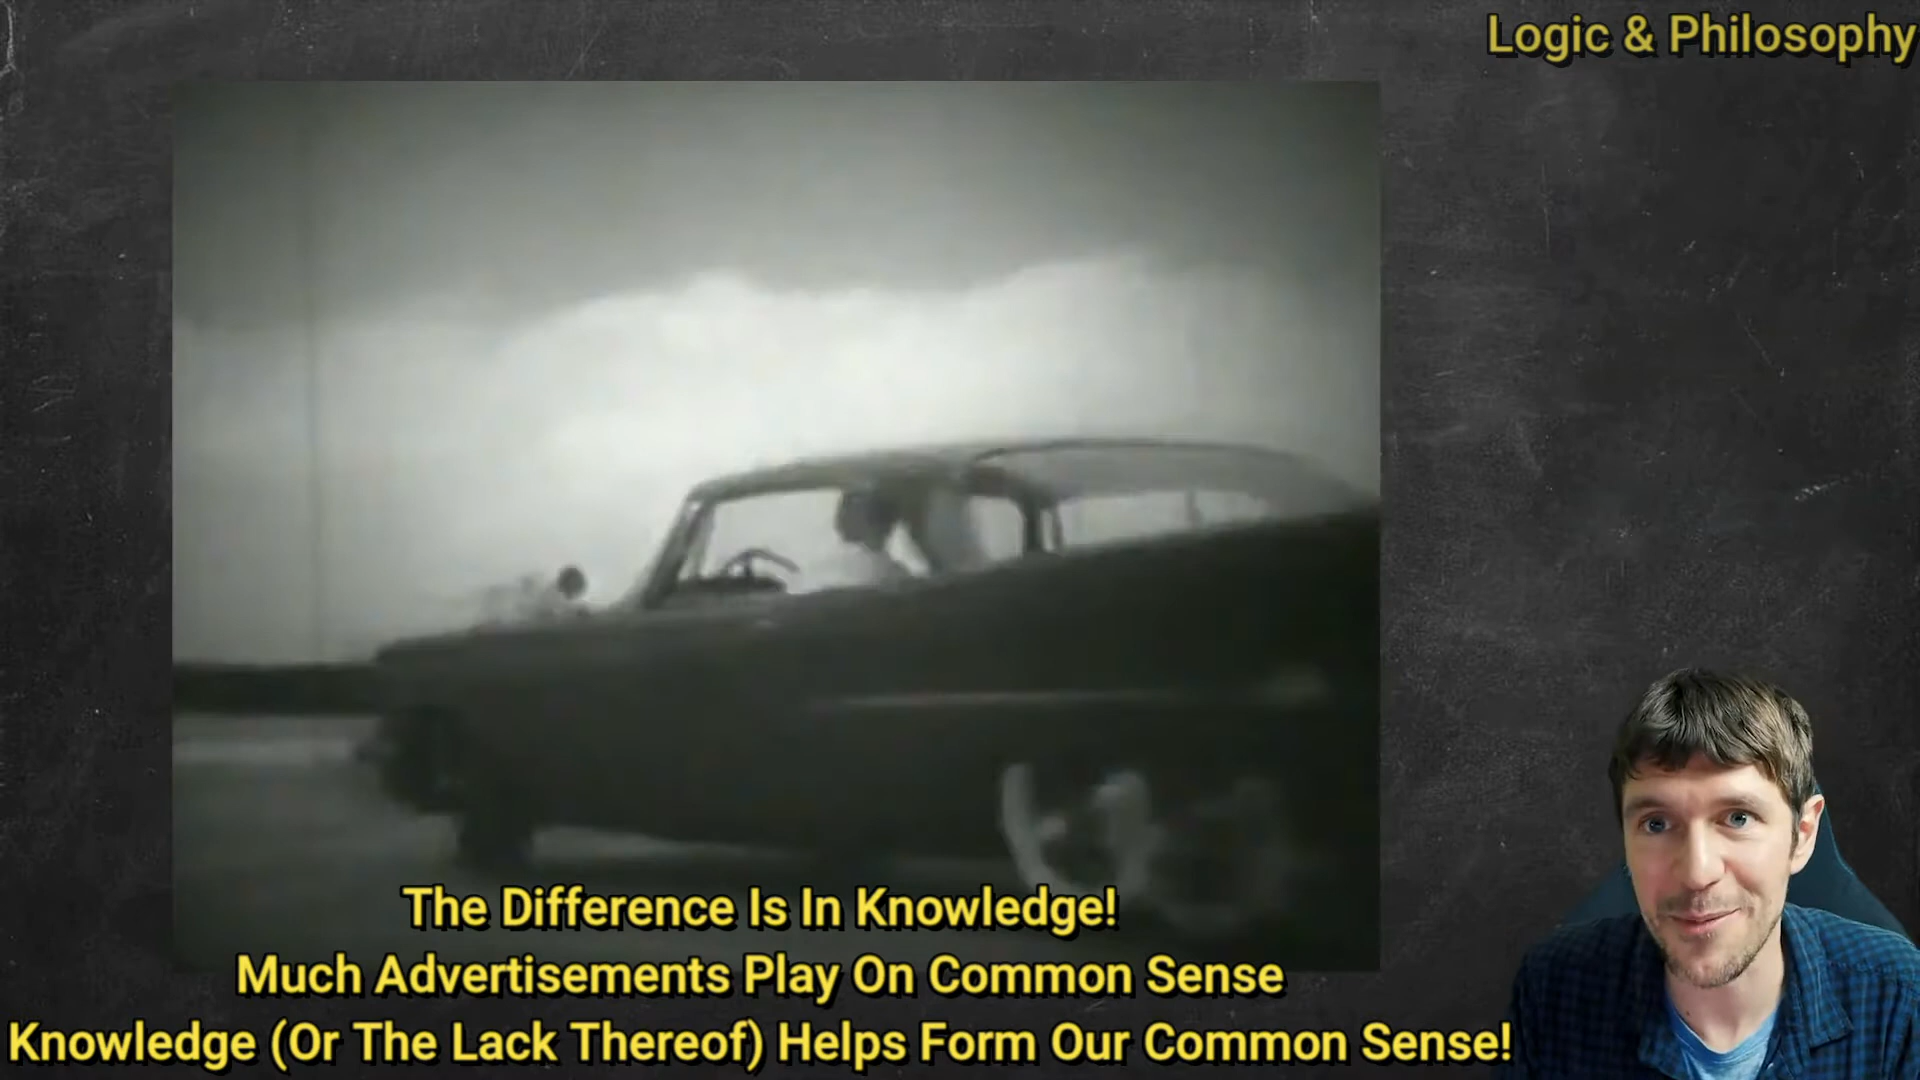 Logic & Philosophy
The Difference Is In Knowledge!
Much Advertisements Play On Common Sense
Knowledge (Or The Lack Thereof) Helps Form Our Common Sense!